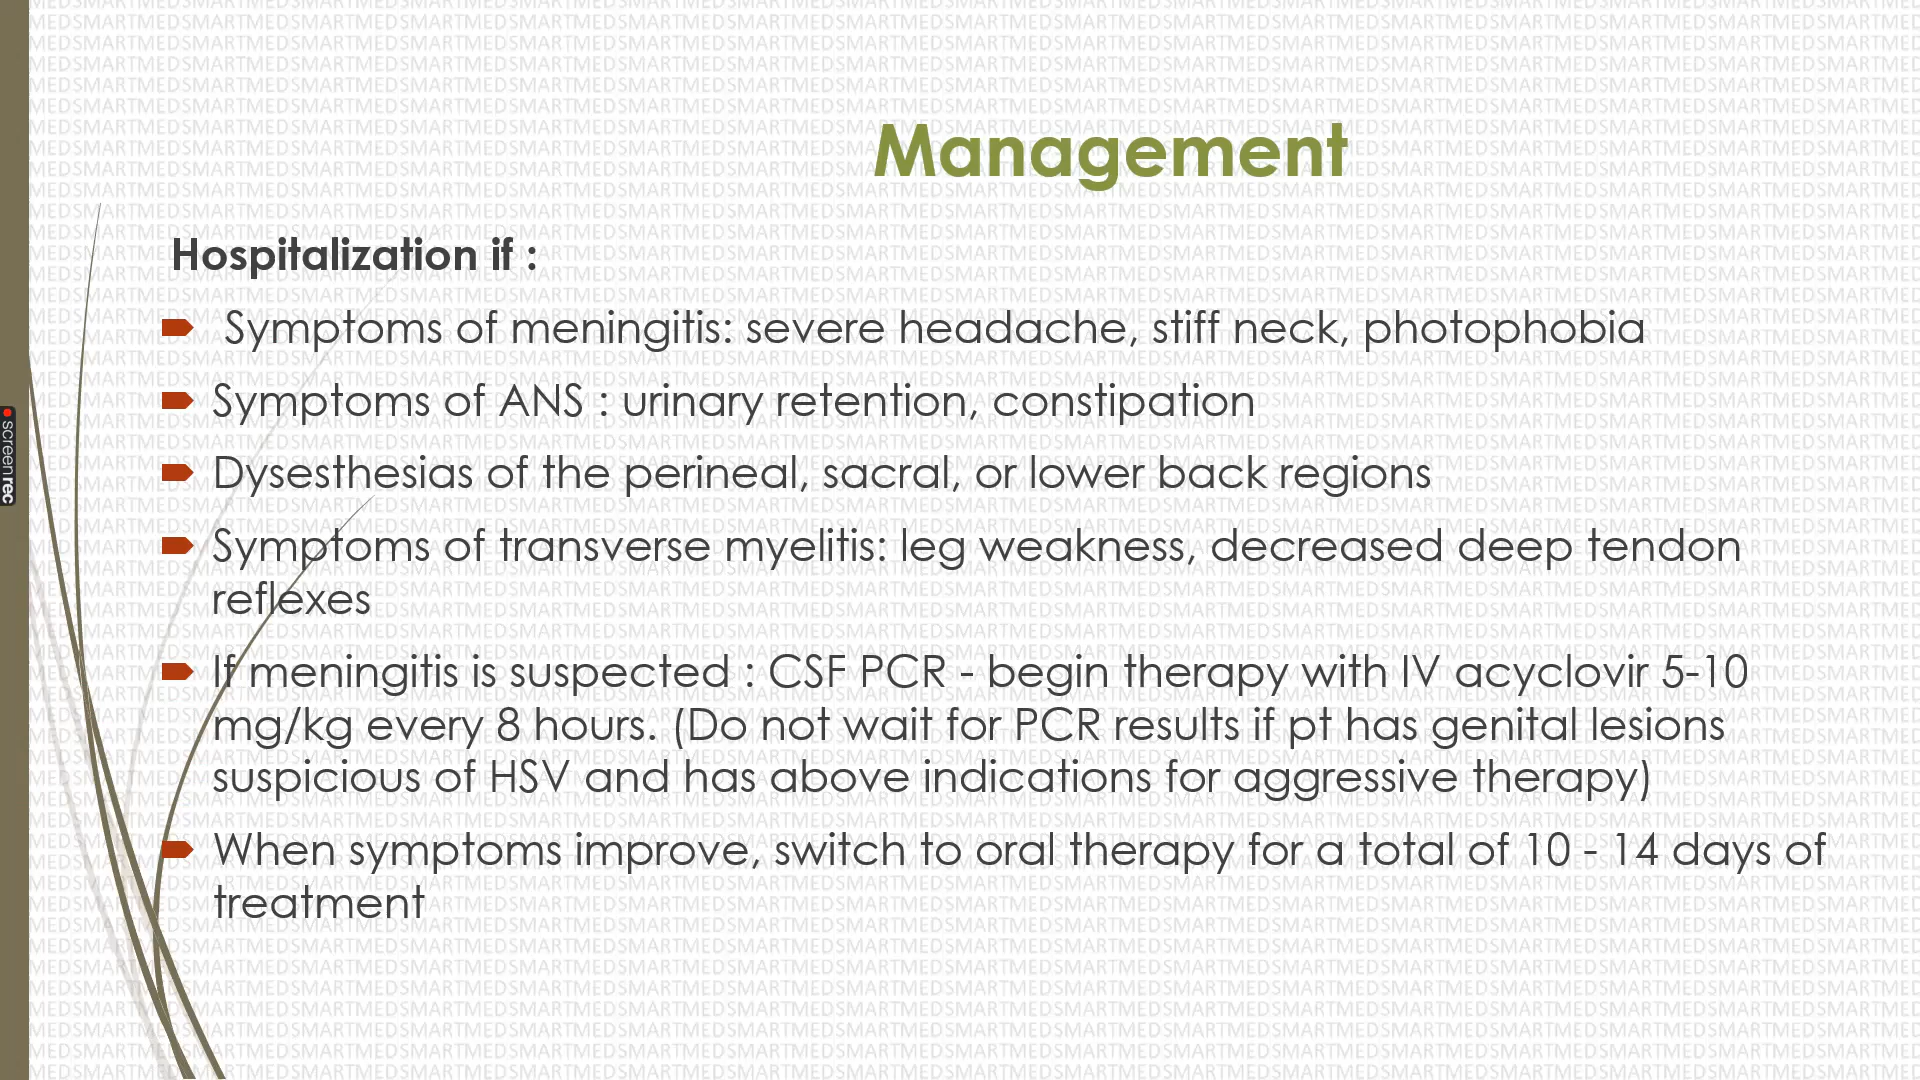 Management
Hospitalization if :
Symptoms of meningitis: severe headache, stiff neck, photophobia
Symptoms of ANS : urinary retention, constipation
Dysesthesias of the perineal, sacral, or lower back regions
Symptoms of transverse myelitis: leg weakness, decreased deep tendon
reflexes
If meningitis is suspected : CSF PCR - begin therapy with IV acyclovir 5-10
mg/kg every 8 hours. (Do not wait for PCR results if pt has genital lesions
suspicious of HSV and has above indications for aggressive therapy)
When symptoms improve, switch to oral therapy for a total of 10 - 14 days of
treatment
screenrec